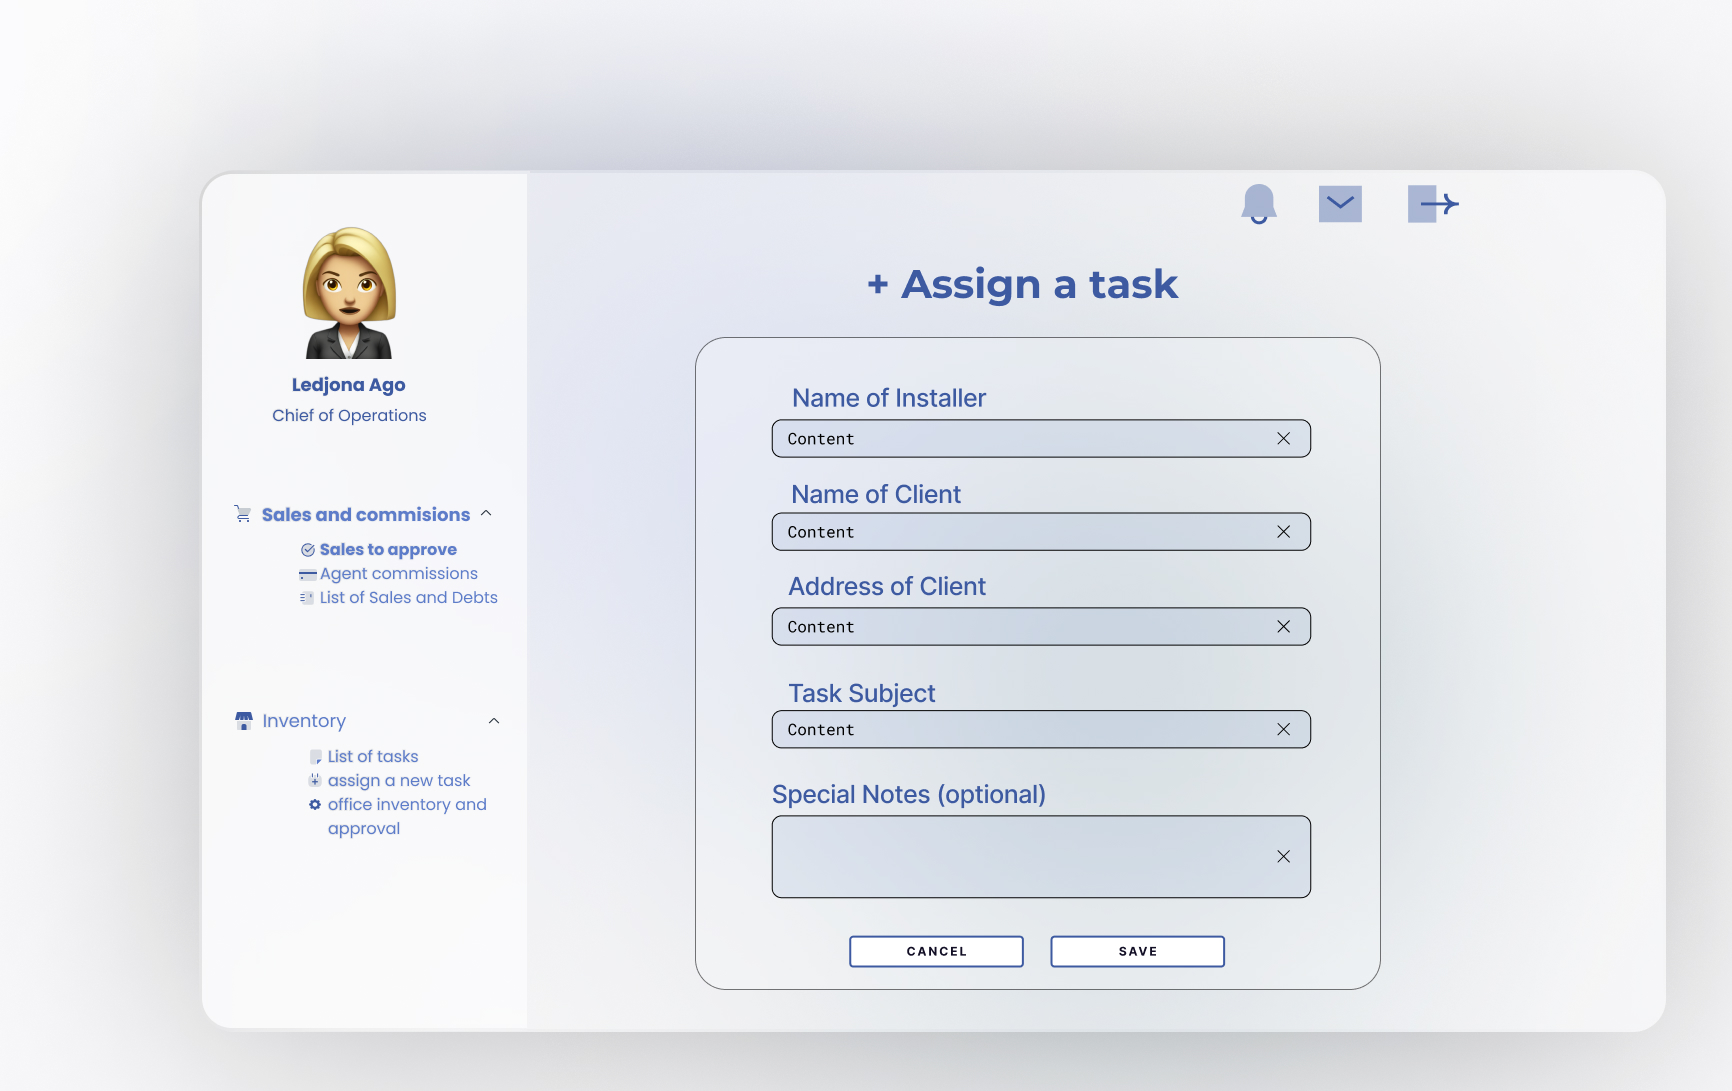 Ledjona Ago
Chief of Operations
Sales and commisions
Sales to approve
Agent commissions
List of Sales and Debts
Inventory
List of tasks
assign a new task
office inventory and
approval
+ Assign a task
Name of Installer
Content
Name of Client
Content
Address of Client
Content
Task Subject
Content
Special Notes (optional)
CANCEL
SAVE